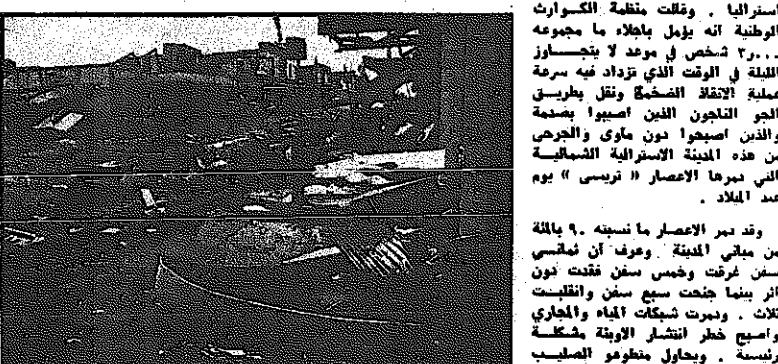 استراليا . وقالت منظمة الكوارث
الوطنية انه يؤمل باجلاء ما مجموعه
٣٫٠٠٠ شخص في موعد لا يتجاوز
الليلة في الوقت الذي تزداد فيه سرعة
عملية الانقاذ الضخمة ونقل بطريق
الجو الناجون الذين اصيبوا بصدمة
والذين اصبحوا دون مأوى والجرحى
من هذه المدينة الاسترالية الشمالية
التي دمرها الاعصار « تريسي » يوم
عيد الميلاد .
وقد دمر الاعصار ما نسبته ٩٠ بالمئة
من مباني المدينة . وعرف أن ثماني
سفن غرقت وخمس سفن فقدت دون
اثر بينما جنحت سبع سفن وانقلبت
ثلاث . ودمرت شبكات المياه والمجاري
واصبح خطر انتشار الاوبئة مشكلة
رئيسية . ويحاول متطوعو الصليب